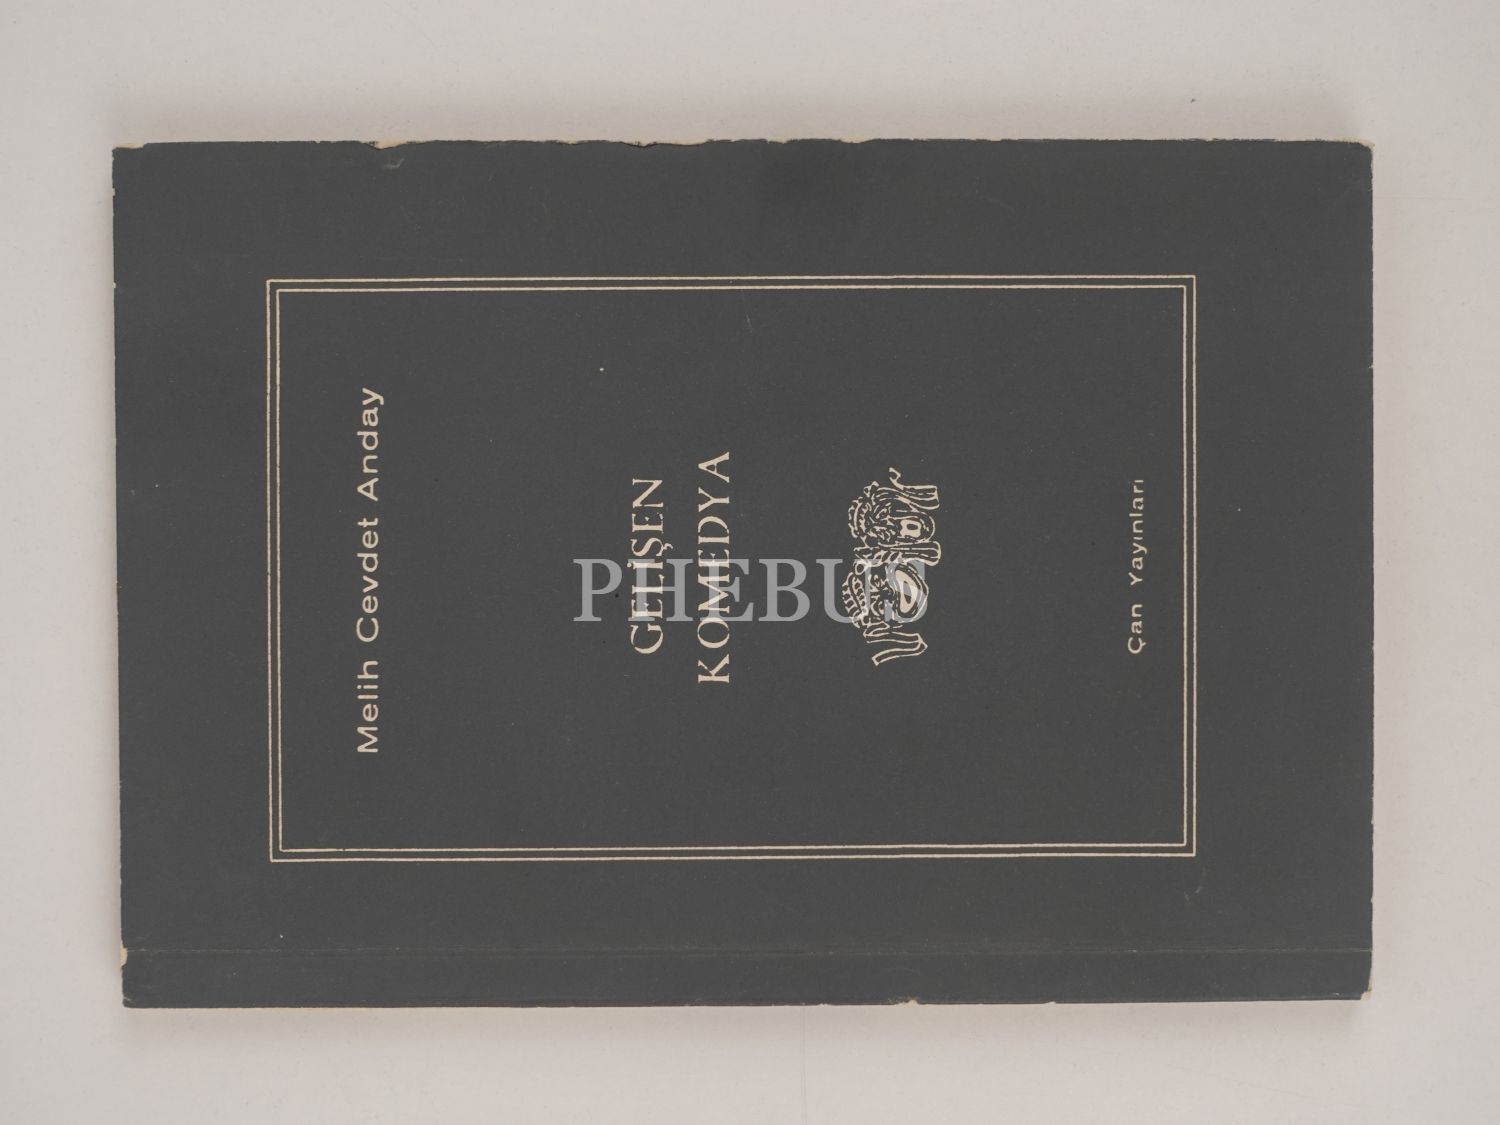 Melih Cevdet Anday
GELİŞEN
KOMEDYA
Çan Yayınları
PHEBUS